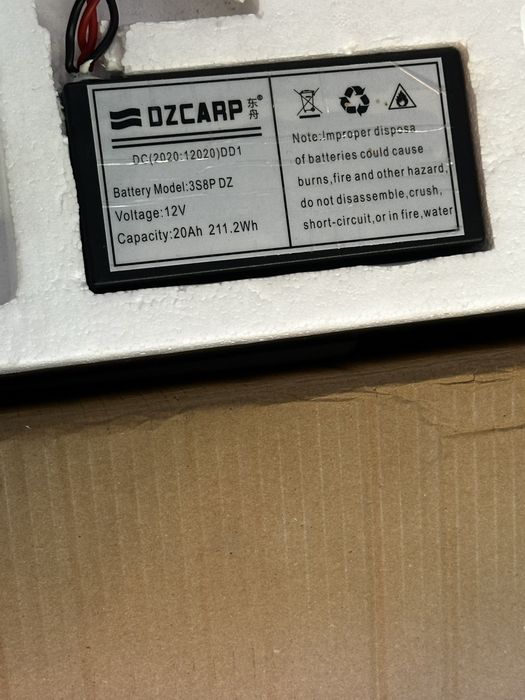 DZCARP 东舟®
DC(2020:12020)DD1
Battery Model:3S8P DZ
Voltage:12V
Capacity:20Ah 211.2Wh
Note:Improper disposa
of batteries could cause
burns,fire and other hazard,
do not disassemble,crush,
short-circuit,or in fire,water